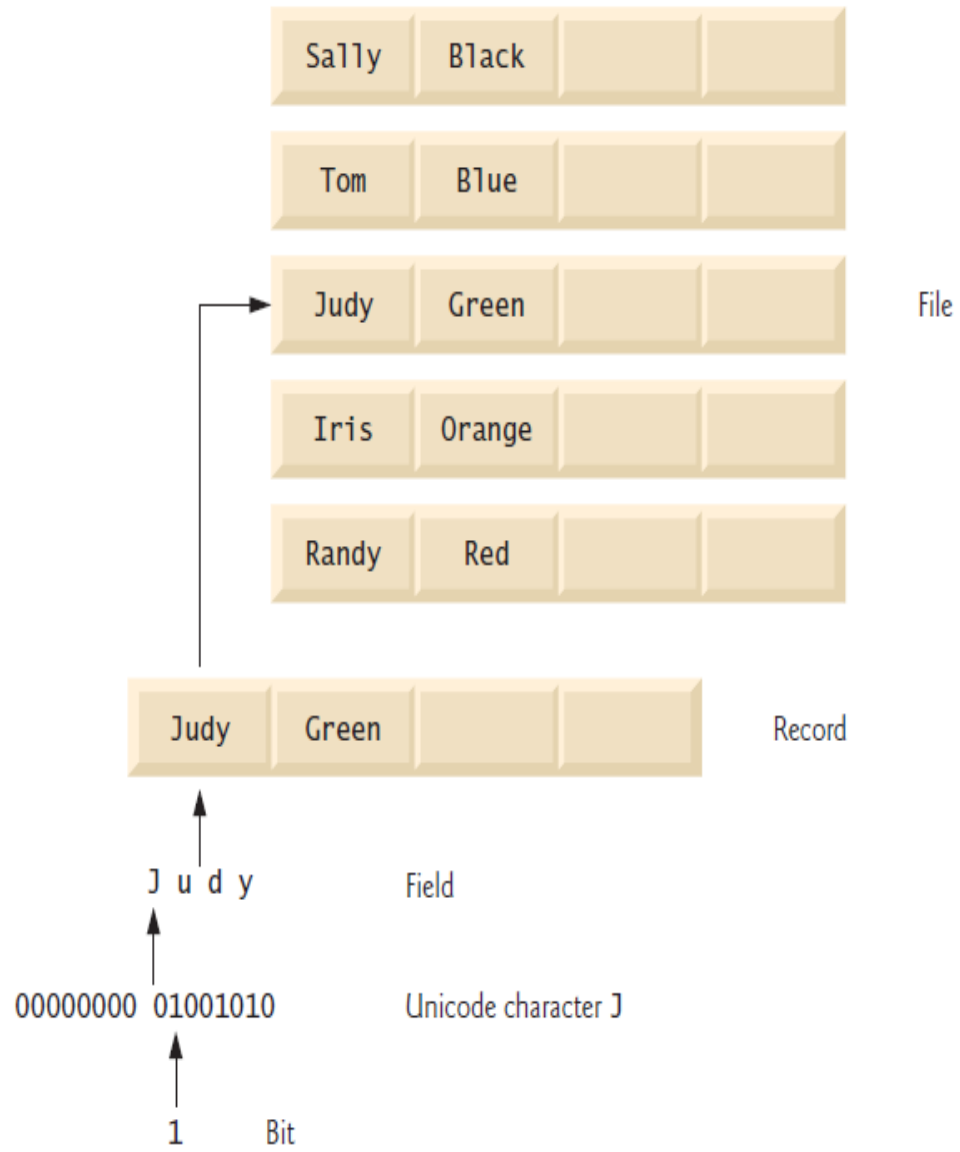 Sally Black
Tom Blue
Judy Green File
Iris Orange
Randy Red
Judy Green Record
J u d y Field
00000000 01001010 Unicode character J
1 Bit